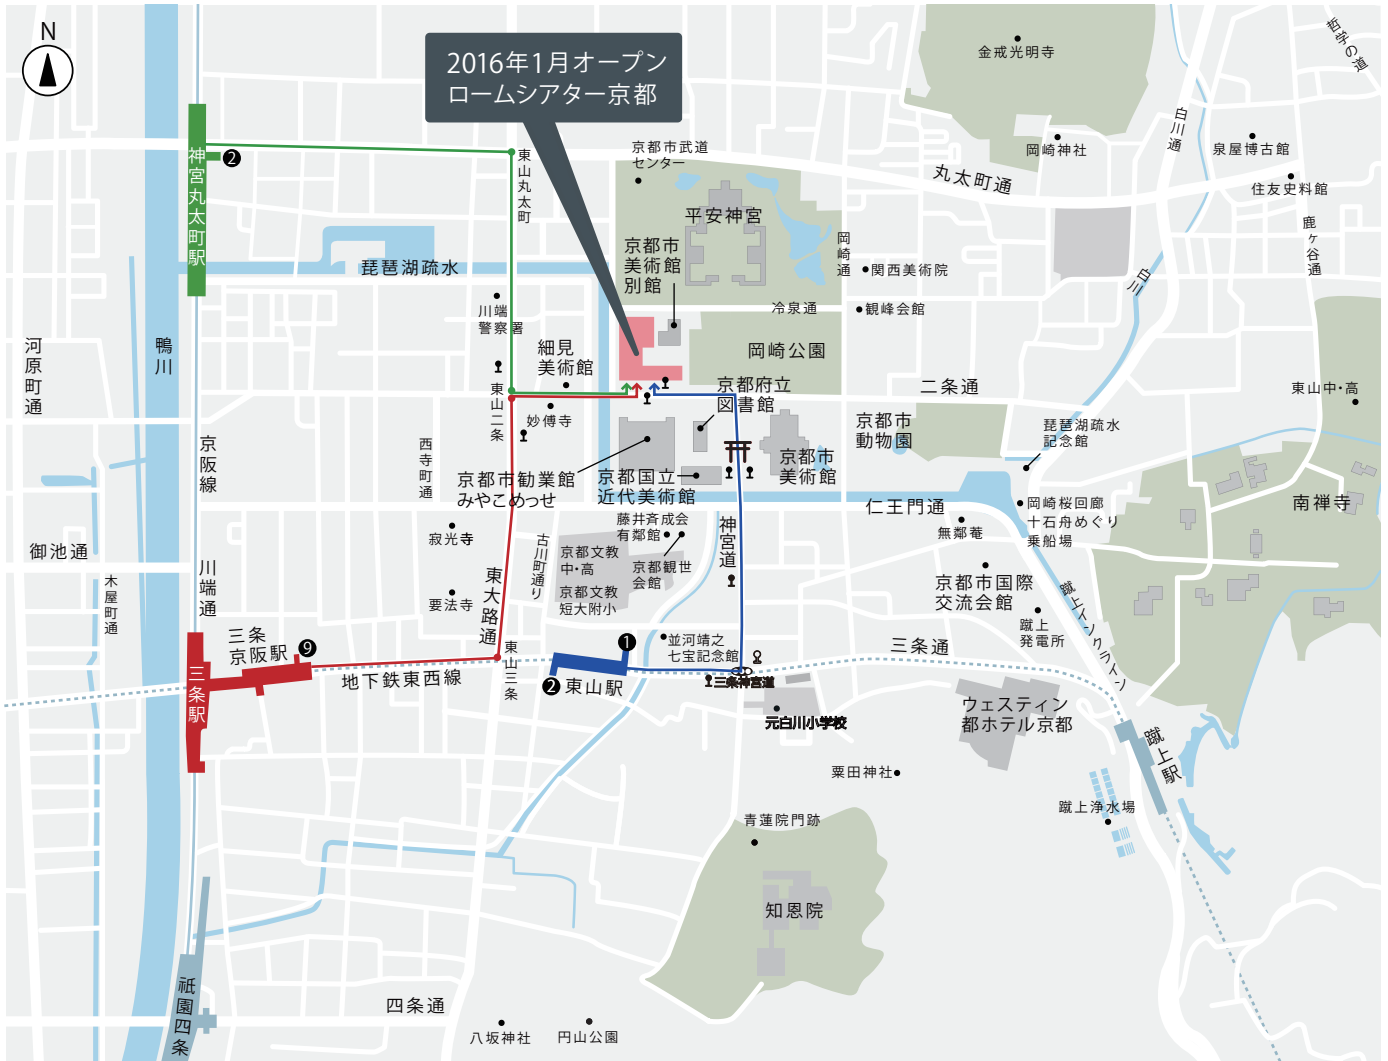 N
2016年1月オープン
ロームシアター京都
金戒光明寺
哲学の道
白川通
岡崎神社
泉屋博古館
住友史料館
丸太町通
鹿ヶ谷通
神宮丸太町駅
2
東山丸太町
京都市武道
センター
平安神宮
京都市
美術館
別館
岡崎通
関西美術院
琵琶湖疏水
白川
川端
警察署
冷泉通
観峰会館
河原町通
鴨川
細見
美術館
岡崎公園
二条通
東山中・高
東山二条
妙傅寺
京都府立
図書館
京都市
動物園
琵琶湖疏水
記念館
京阪線
西寺町通
京都市勧業館
みやこめっせ
京都国立
近代美術館
京都市
美術館
仁王門通
岡崎桜回廊
十石舟めぐり
乗船場
南禅寺
無鄰菴
御池通
寂光寺
古川町通り
藤井斉成会
有鄰館
神宮道
京都文教
中・高
京都観世
会館
京都文教
短大附小
京都市国際
交流会館
木屋町通
川端通
要法寺
東大路通
蹴上
発電所
蹴上インクライン
三条
京阪駅
9
三条駅
地下鉄東西線
東山三条
1
2
東山駅
並河靖之
七宝記念館
三条通
三条神宮道
元白川小学校
ウェスティン
都ホテル京都
蹴上駅
粟田神社
蹴上浄水場
青蓮院門跡
知恩院
祇園四条
四条通
八坂神社
円山公園